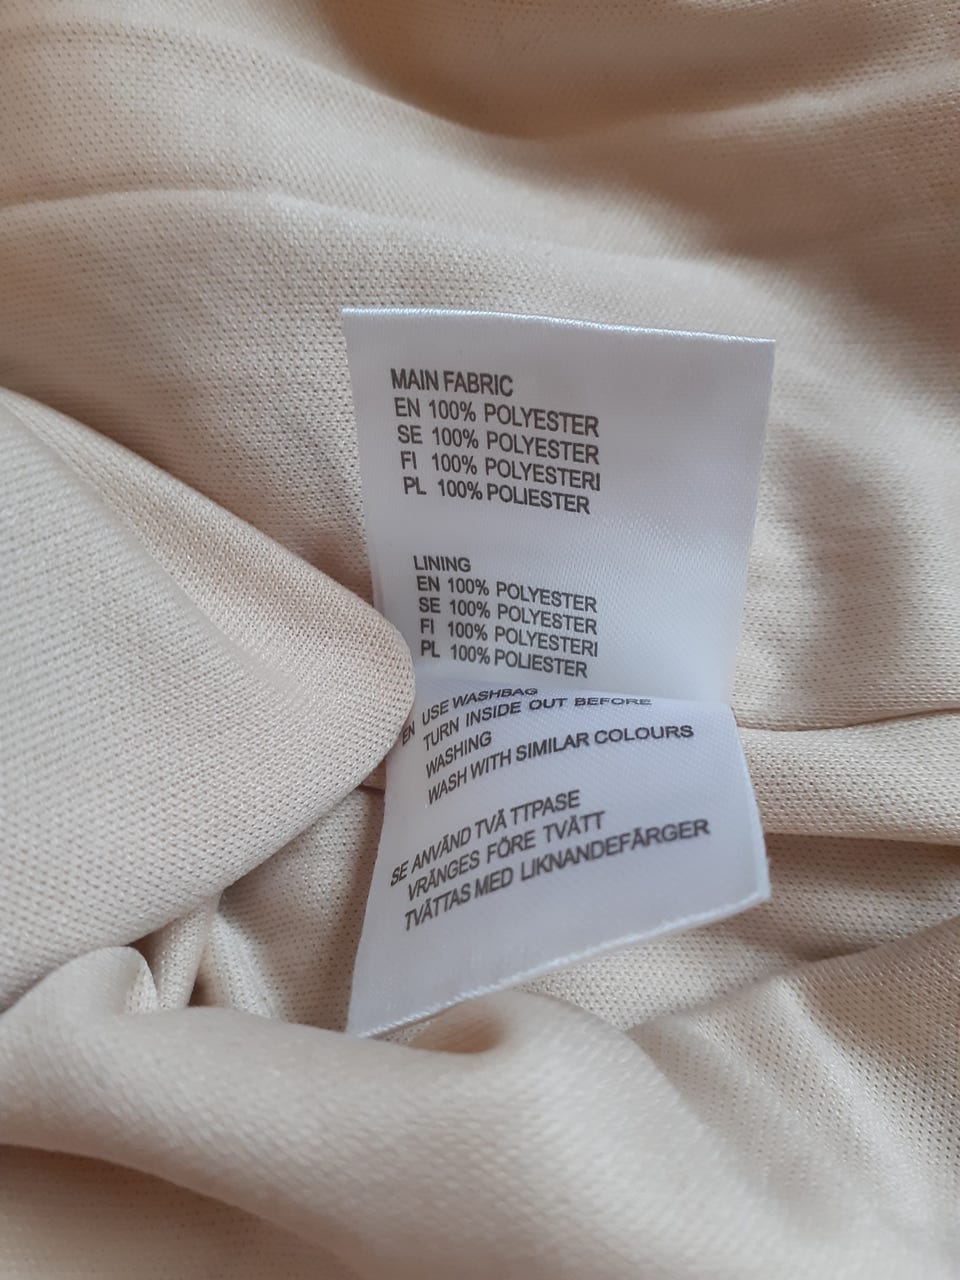 MAIN FABRIC
EN 100% POLYESTER
SE 100% POLYESTER
FI 100% POLYESTERI
PL 100% POLIESTER
LINING
EN 100% POLYESTER
SE 100% POLYESTER
FI 100% POLYESTERI
PL 100% POLIESTER
EN USE WASHBAG
TURN INSIDE OUT BEFORE
WASHING
WASH WITH SIMILAR COLOURS
SE ANVÄND TVÄ TTPASE
VRÄNGES FÖRE TVÄTT
TVÄTTAS MED LIKNANDEFÄRGER